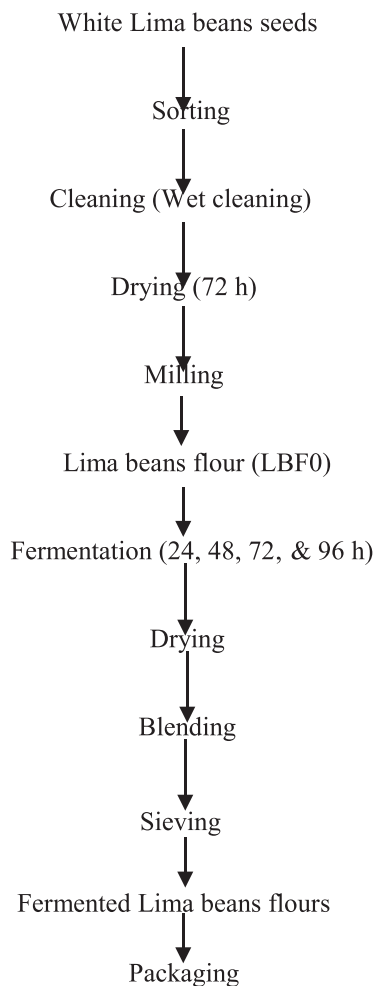 White Lima beans seeds
Sorting
Cleaning (Wet cleaning)
Drying (72 h)
Milling
Lima beans flour (LBF0)
Fermentation (24, 48, 72, & 96 h)
Drying
Blending
Sieving
Fermented Lima beans flours
Packaging